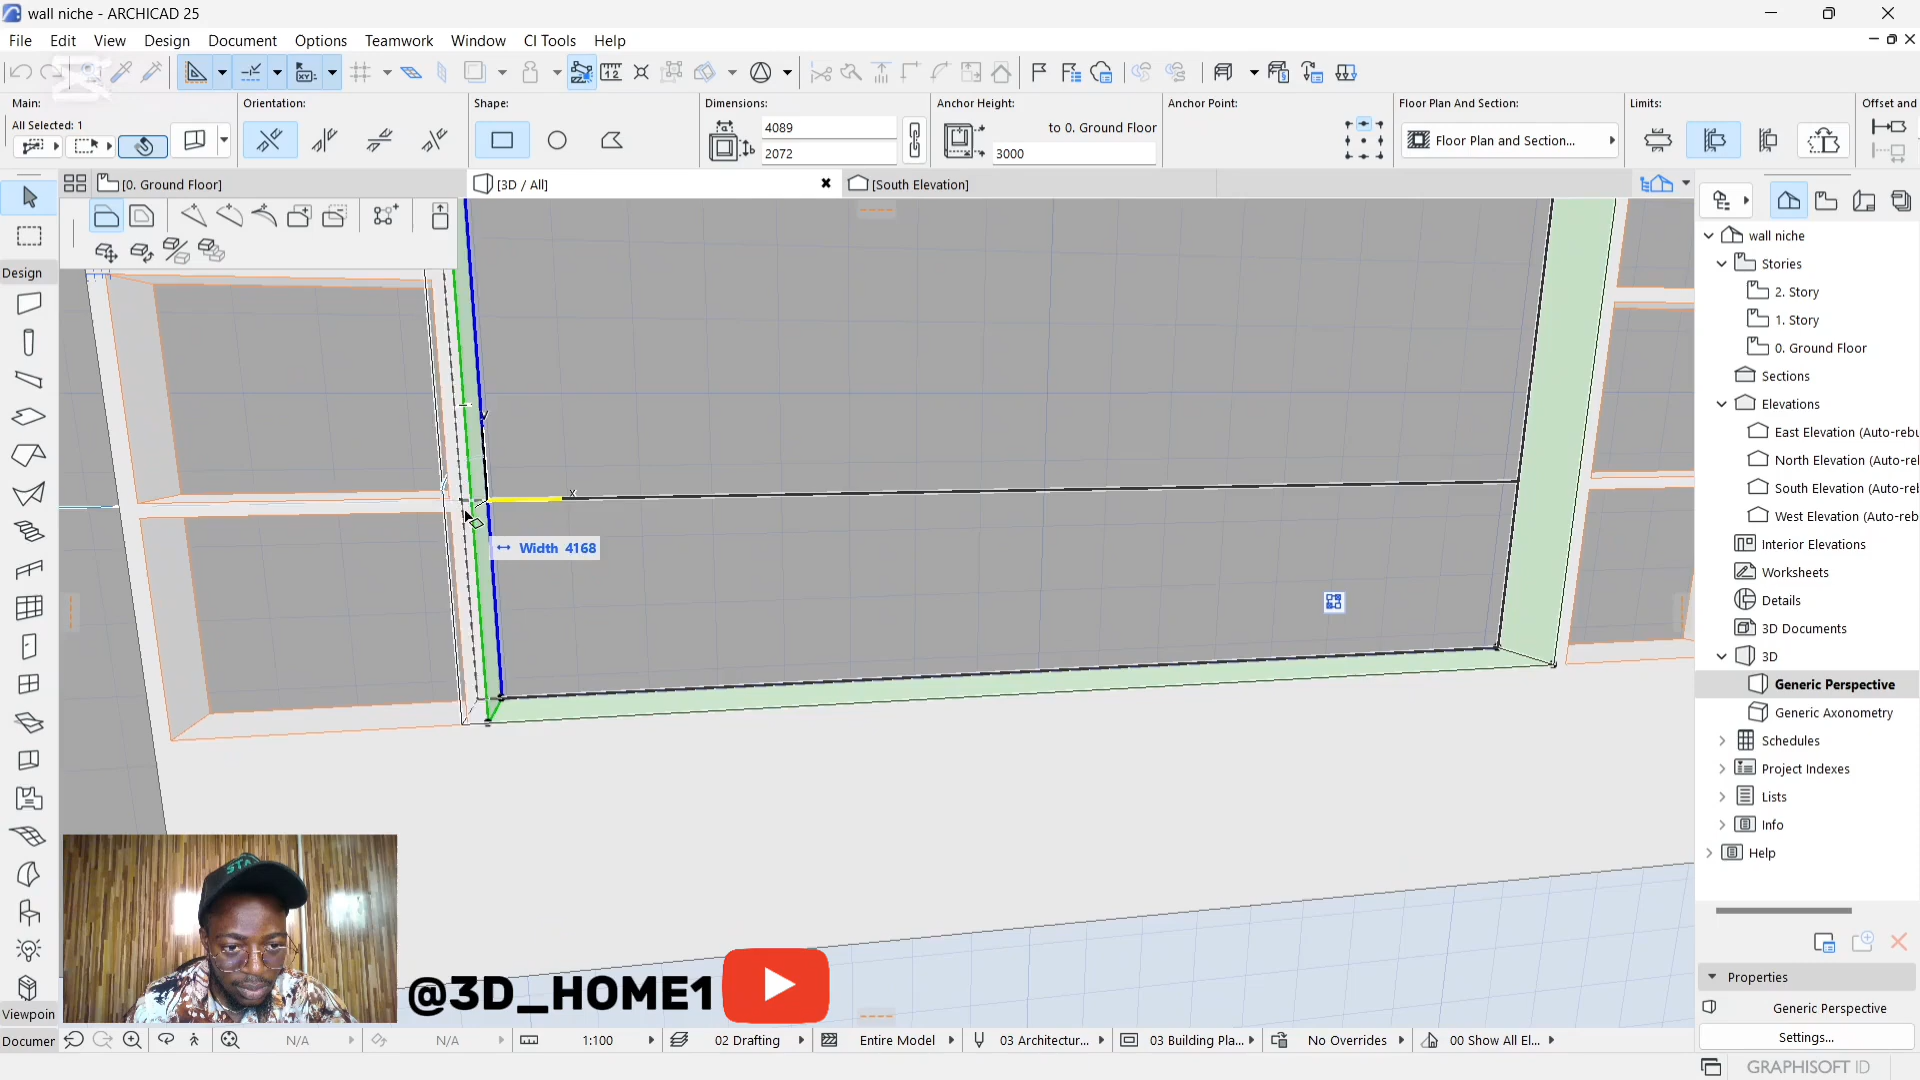 wall niche - ARCHICAD 25
File Edit View Design Document Options Teamwork Window CI Tools Help
Main: Orientation: Shape: Dimensions: Anchor Height: Anchor Point: Floor Plan And Section: Limits: Offset and
All Selected: 1
4089
2072
to 0. Ground Floor
3000
Floor Plan and Section...
[0. Ground Floor]
[3D / All]
[South Elevation]
Design
wall niche
Stories
2. Story
1. Story
0. Ground Floor
Sections
Elevations
East Elevation (Auto-rebu
North Elevation (Auto-rel
South Elevation (Auto-rel
West Elevation (Auto-reb
Interior Elevations
Worksheets
Details
3D Documents
3D
Generic Perspective
Generic Axonometry
Schedules
Project Indexes
Lists
Info
Help
y
x
Width 4168
STA
@3D_HOME1
Properties
Generic Perspective
Settings...
Viewpoin
Documer
N/A
N/A
1:100
02 Drafting
Entire Model
03 Architectur...
03 Building Pla...
No Overrides
00 Show All El...
GRAPHISOFT ID